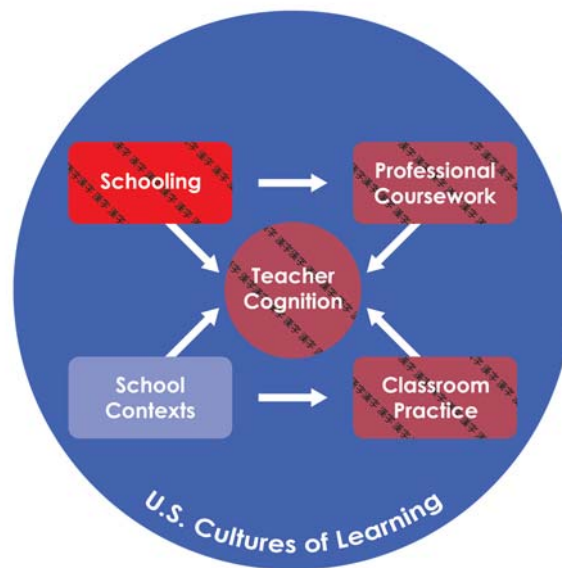 Schooling
Professional
Coursework
Teacher
Cognition
School
Contexts
Classroom
Practice
U.S. Cultures of Learning